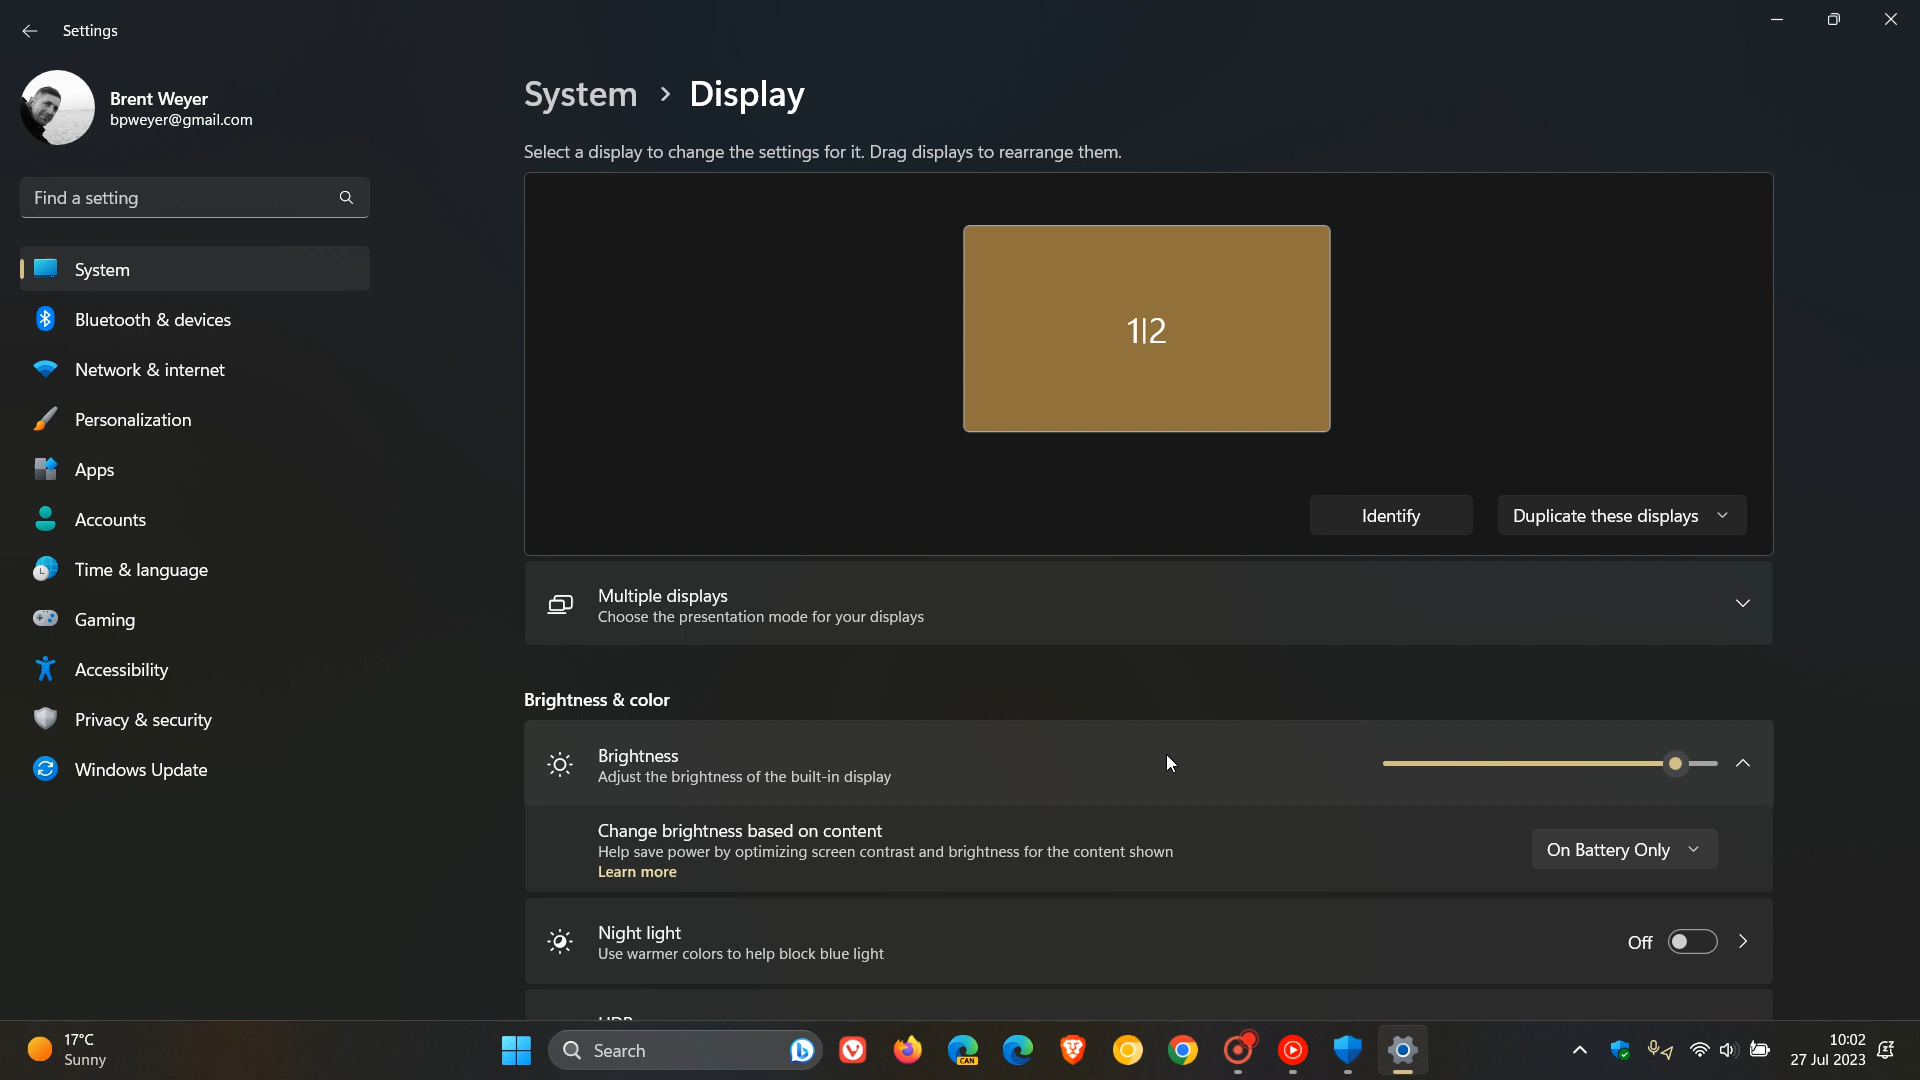 Settings
Brent Weyer
bpweyer@gmail.com
Find a setting
System
Bluetooth & devices
Network & internet
Personalization
Apps
Accounts
Time & language
Gaming
Accessibility
Privacy & security
Windows Update
System > Display
Select a display to change the settings for it. Drag displays to rearrange them.
1|2
Identify
Duplicate these displays
Multiple displays
Choose the presentation mode for your displays
Brightness & color
Brightness
Adjust the brightness of the built-in display
Change brightness based on content
Help save power by optimizing screen contrast and brightness for the content shown
Learn more
On Battery Only
Night light
Use warmer colors to help block blue light
Off
17°C
Sunny
Search
CAN
10:02
27 Jul 2023